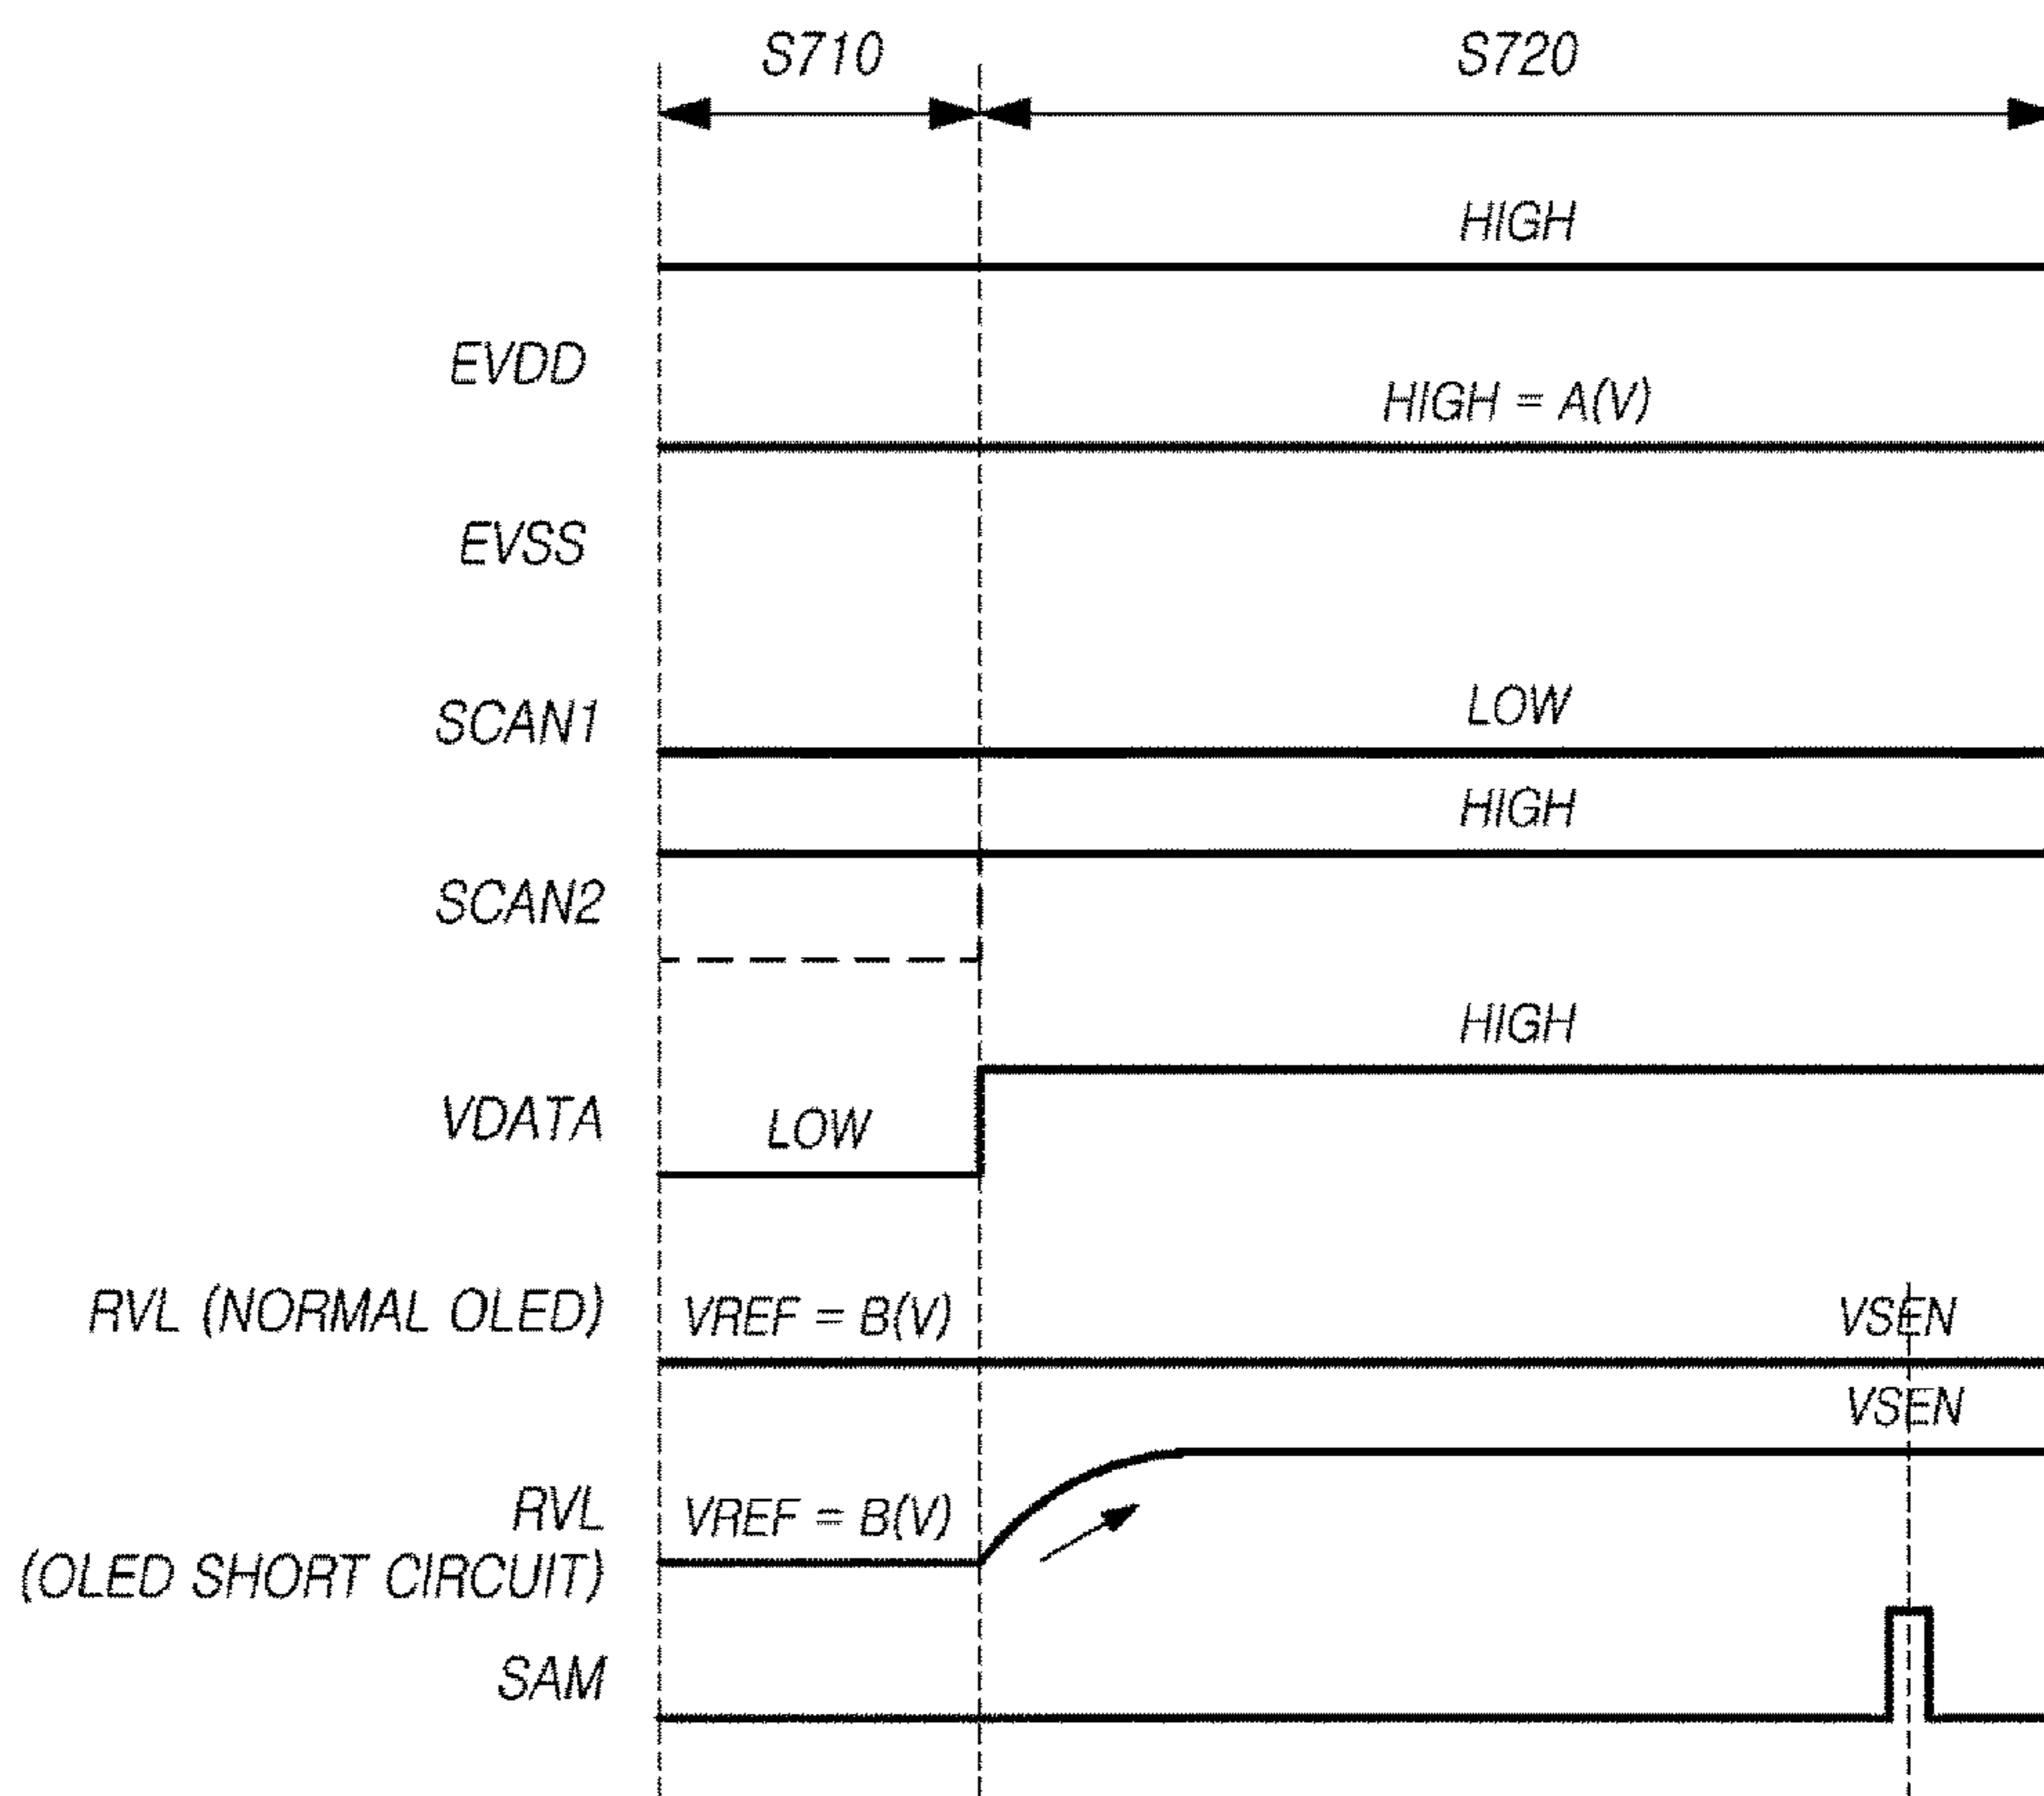 S710 S720
HIGH
EVDD
HIGH = A(V)
EVSS
SCAN1
LOW
HIGH
SCAN2
HIGH
VDATA
LOW
RVL (NORMAL OLED) VREF = B(V) VSEN
VSEN
RVL VREF = B(V)
(OLED SHORT CIRCUIT)
SAM